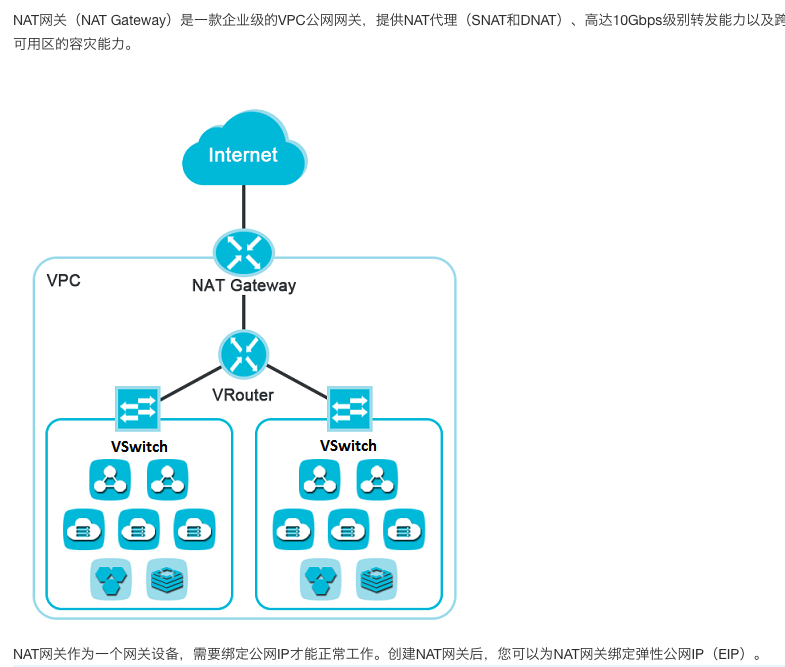 NAT网关（NAT Gateway）是一款企业级的VPC公网网关，提供NAT代理（SNAT和DNAT）、高达10Gbps级别转发能力以及跨
可用区的容灾能力。
Internet
VPC
NAT Gateway
VRouter
VSwitch
VSwitch
NAT网关作为一个网关设备，需要绑定公网IP才能正常工作。创建NAT网关后，您可以为NAT网关绑定弹性公网IP（EIP）。